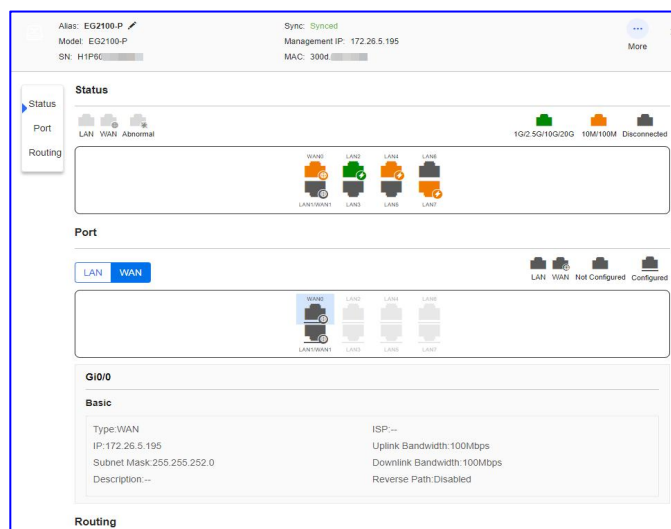 Alias: EG2100-P
Sync: Synced
Model: EG2100-P
Management IP: 172.26.5.195
SN: H1P60
MAC: 300d.
More
Status
Port
Routing
Status
LAN WAN Abnormal
1G/2.5G/10G/20G 10M/100M Disconnected
WAN0 LAN2 LAN4 LAN6
LAN1/WAN1 LAN3 LAN5 LAN7
Port
LAN WAN
LAN WAN Not Configured Configured
WAN0 LAN2 LAN4 LAN6
LAN1/WAN1 LAN3 LAN5 LAN7
Gi0/0
Basic
Type:WAN
ISP:--
IP:172.26.5.195
Uplink Bandwidth:100Mbps
Subnet Mask:255.255.252.0
Downlink Bandwidth:100Mbps
Description:--
Reverse Path:Disabled
Routing